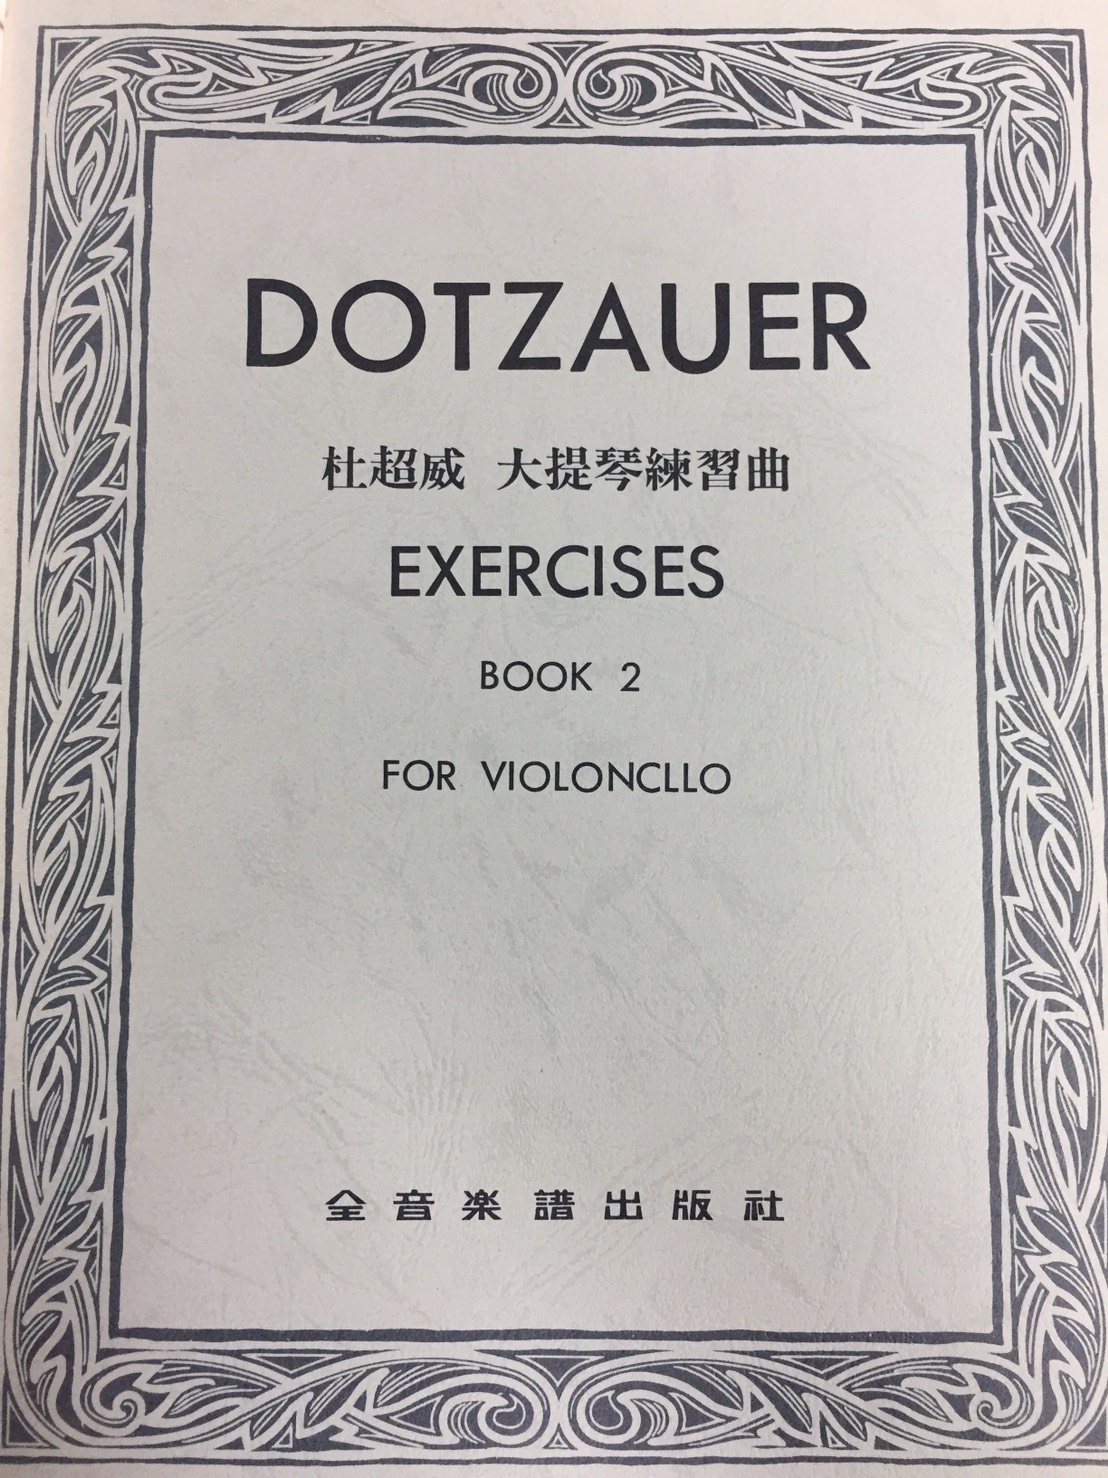 DOTZAUER
杜超威 大提琴練習曲
EXERCISES
BOOK 2
FOR VIOLONCLLO
全音楽譜出版社